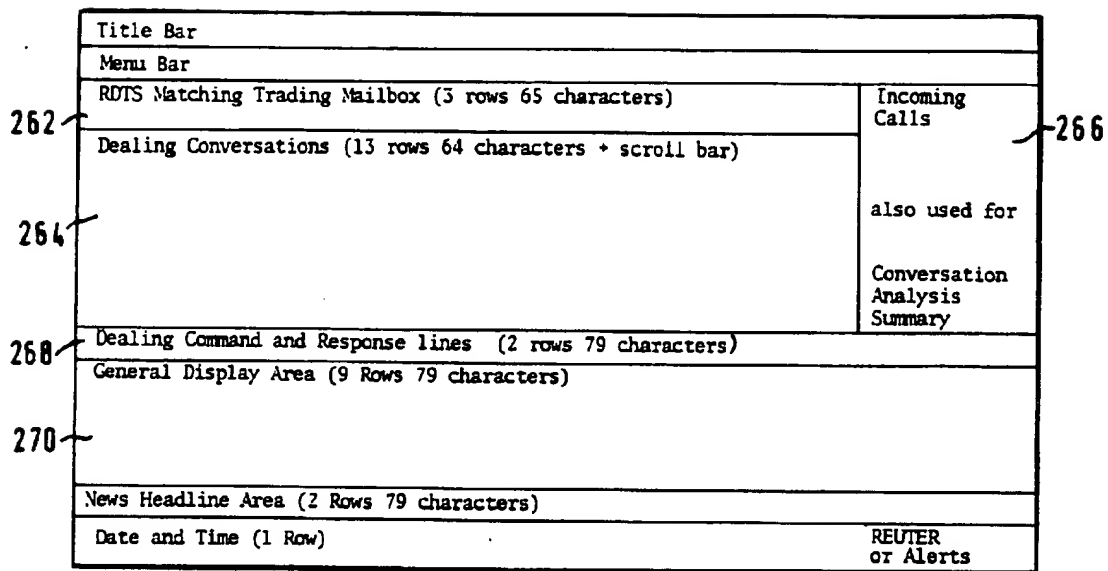 Title Bar
Menu Bar
RDTS Matching Trading Mailbox (3 rows 65 characters)
Incoming
Calls
262
266
Dealing Conversations (13 rows 64 characters + scroll bar)
264
also used for
Conversation
Analysis
Summary
268
Dealing Command and Response lines (2 rows 79 characters)
General Display Area (9 Rows 79 characters)
270
News Headline Area (2 Rows 79 characters)
Date and Time (1 Row)
REUTER
or Alerts